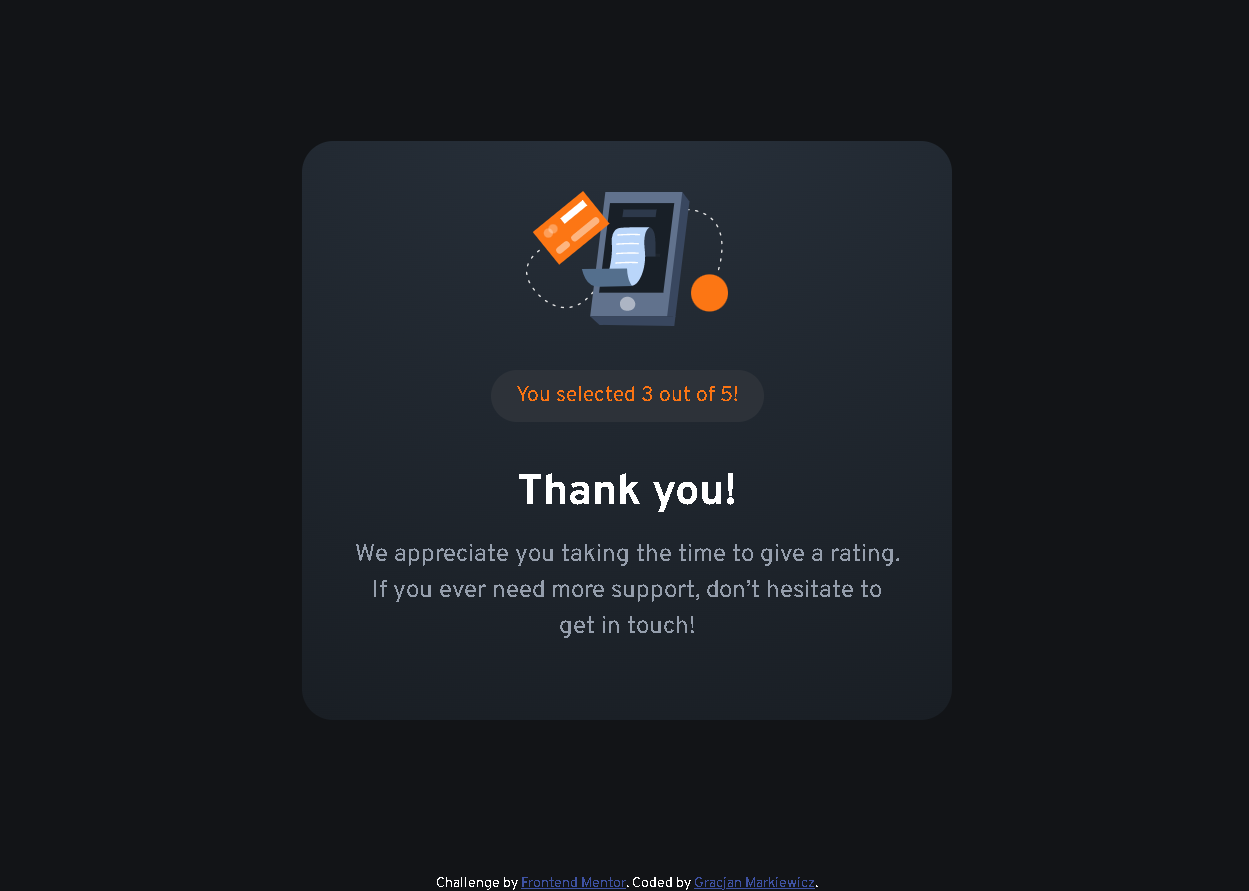 You selected 3 out of 5!
Thank you!
We appreciate you taking the time to give a rating.
If you ever need more support, don’t hesitate to
get in touch!
Challenge by Frontend Mentor. Coded by Gracjan Markiewicz.